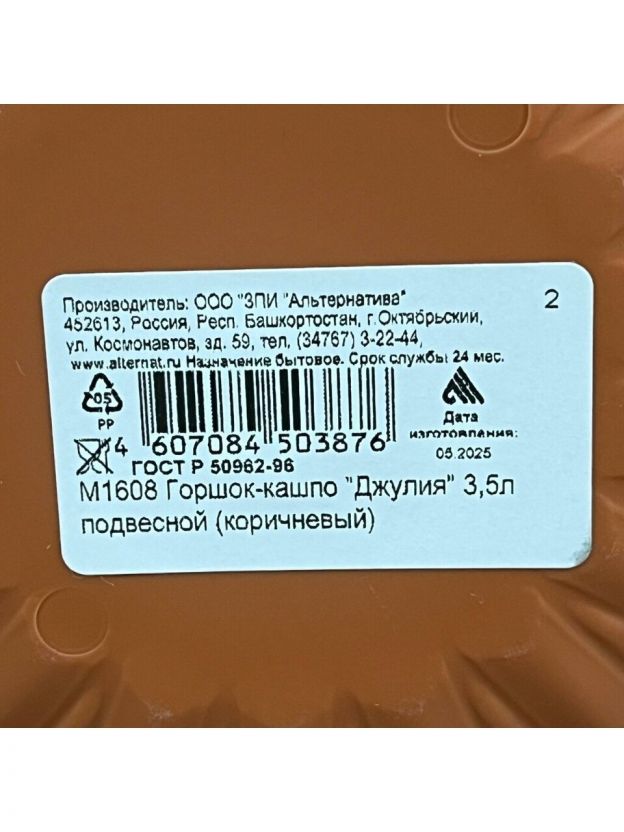 Производитель: ООО "ЗПИ "Альтернатива" 2
452613, Россия, Респ. Башкортостан, г.Октябрьский,
ул. Космонавтов, зд. 59, тел. (34767) 3-22-44,
www.alternat.ru Назначение бытовое. Срок службы 24 мес.
05
PP
Дата
изготовления:
05.2025
4 607084 503876
ГОСТ Р 50962-96
М1608 Горшок-кашпо "Джулия" 3,5л
подвесной (коричневый)